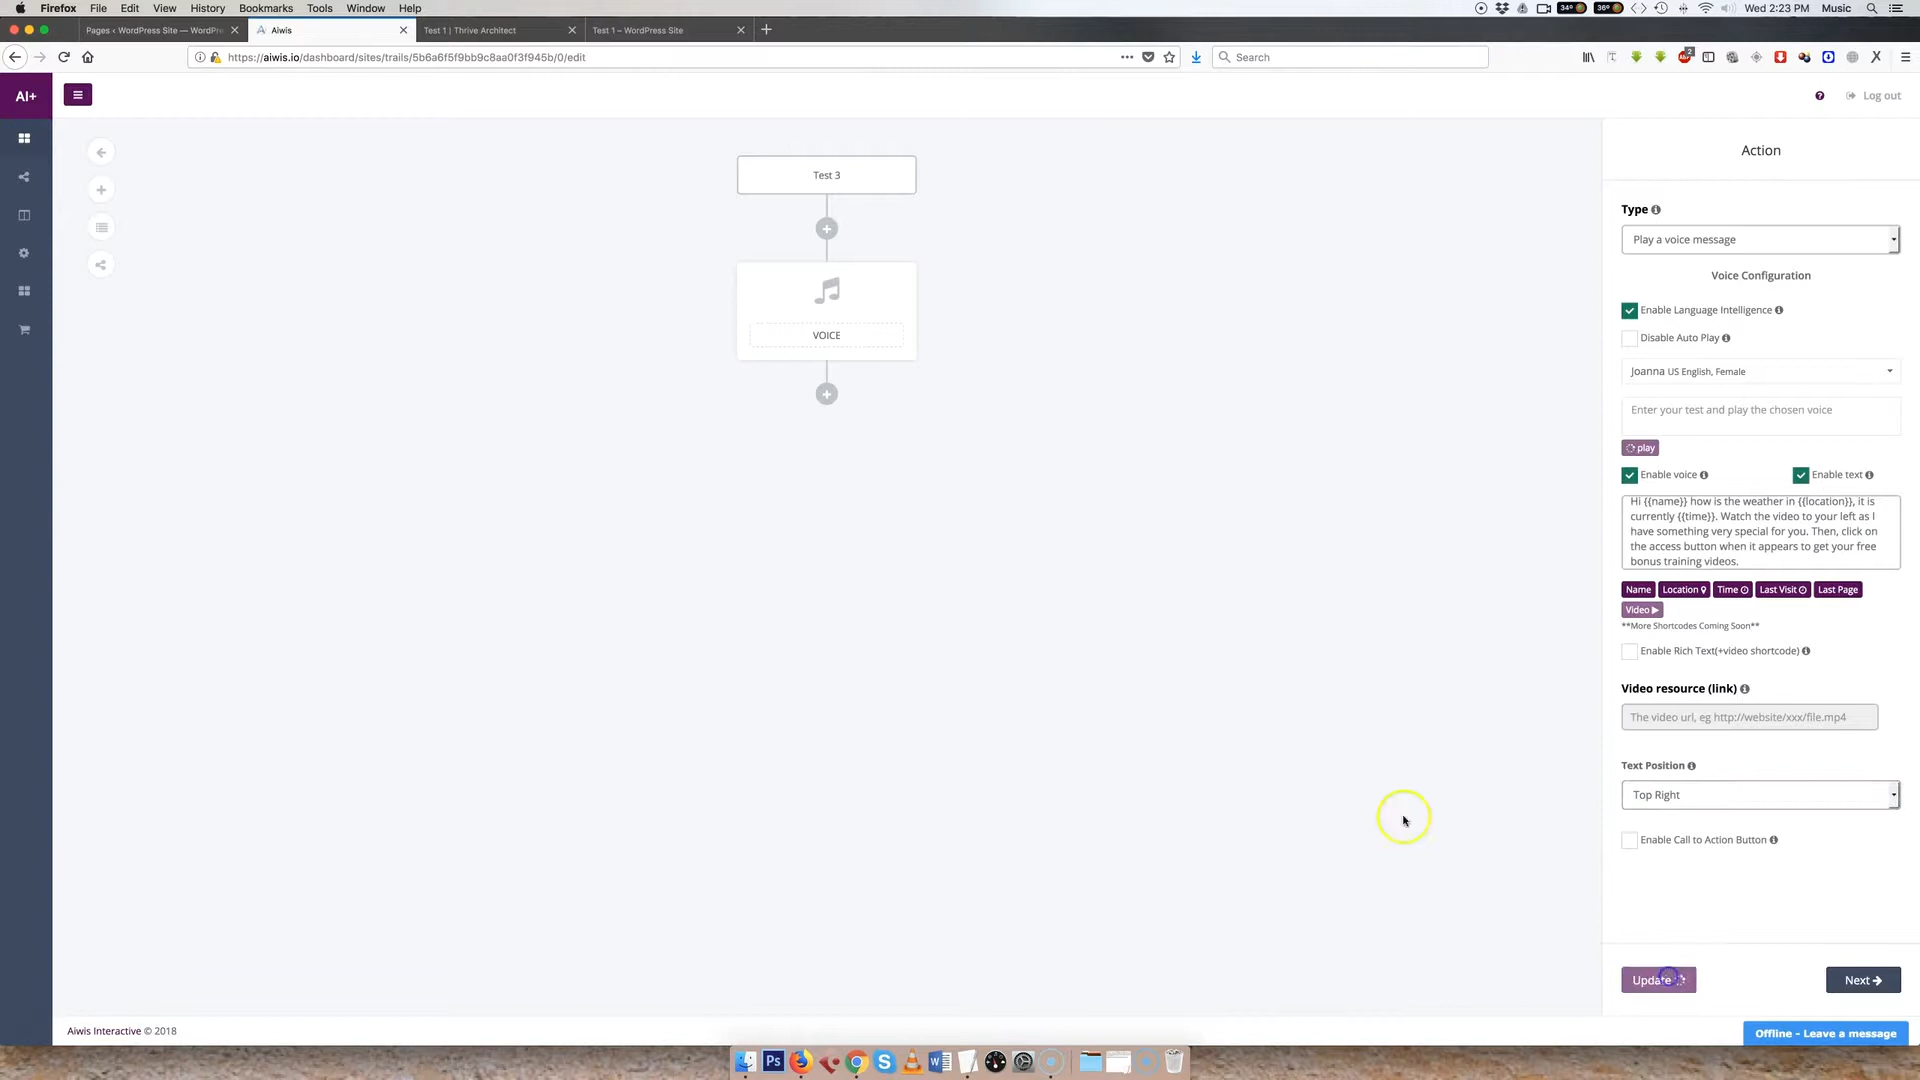 Firefox File Edit View History Bookmarks Tools Window Help
34° 36° Wed 2:23 PM Music
Pages ‹ WordPress Site — WordPr
Aiwis
Test 1 | Thrive Architect
Test 1 – WordPress Site
https://aiwis.io/dashboard/sites/trails/5b6a6f5f9bb9c8aa0f3f945b/0/edit
Search
AI+
Log out
Test 3
VOICE
Action
Type
Play a voice message
Voice Configuration
Enable Language Intelligence
Disable Auto Play
Joanna US English, Female
Enter your test and play the chosen voice
play
Enable voice
Enable text
Hi {{name}} how is the weather in {{location}}, it is
currently {{time}}. Watch the video to your left as I
have something very special for you. Then, click on
the access button when it appears to get your free
bonus training videos.
Name Location Time Last Visit Last Page
Video
**More Shortcodes Coming Soon**
Enable Rich Text(+video shortcode)
Video resource (link)
The video url, eg http://website/xxx/file.mp4
Text Position
Top Right
Enable Call to Action Button
Update
Next
Aiwis Interactive © 2018
Offline - Leave a message